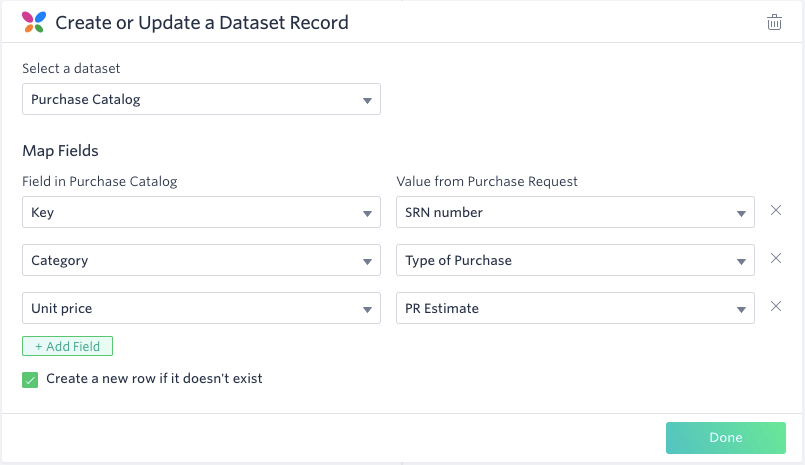 Create or Update a Dataset Record
Select a dataset
Purchase Catalog
Map Fields
Field in Purchase Catalog Value from Purchase Request
Key SRN number
Category Type of Purchase
Unit price PR Estimate
+ Add Field
Create a new row if it doesn't exist
Done